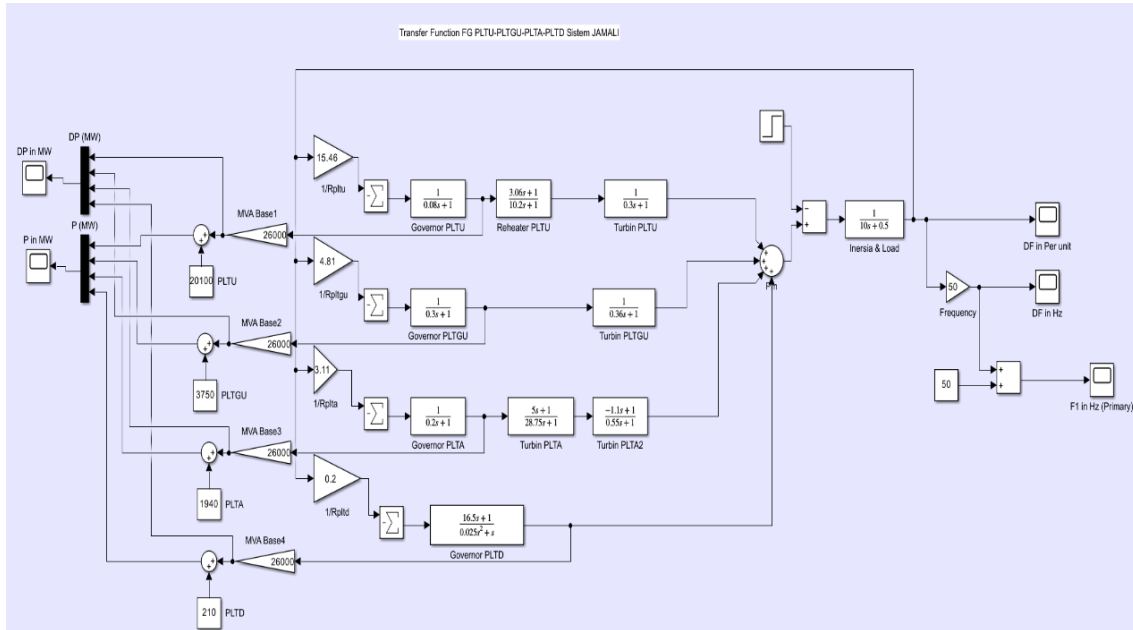 Transfer Function FG PLTU-PLTGU-PLTA-PLTD Sistem JAMALI
DP (MW)
DP in MW
15.46
1/Rpltu
1
0.08s + 1
Governor PLTU
3.06s + 1
10.2s + 1
Reheater PLTU
1
0.3s + 1
Turbin PLTU
1
10s + 0.5
Inersia & Load
DF in Per unit
P (MW)
P in MW
MVA Base1
26000
20100
PLTU
4.81
1/Rpltgu
1
0.3s + 1
Governor PLTGU
1
0.36s + 1
Turbin PLTGU
50
Frequency
DF in Hz
MVA Base2
26000
3750
PLTGU
3.11
1/Rplta
1
0.2s + 1
Governor PLTA
5s + 1
28.75s + 1
Turbin PLTA
-1.1s + 1
0.55s + 1
Turbin PLTA2
50
F1 in Hz (Primary)
MVA Base3
26000
1940
PLTA
0.2
1/Rpltd
16.5s + 1
0.025s² + s
Governor PLTD
MVA Base4
26000
210
PLTD